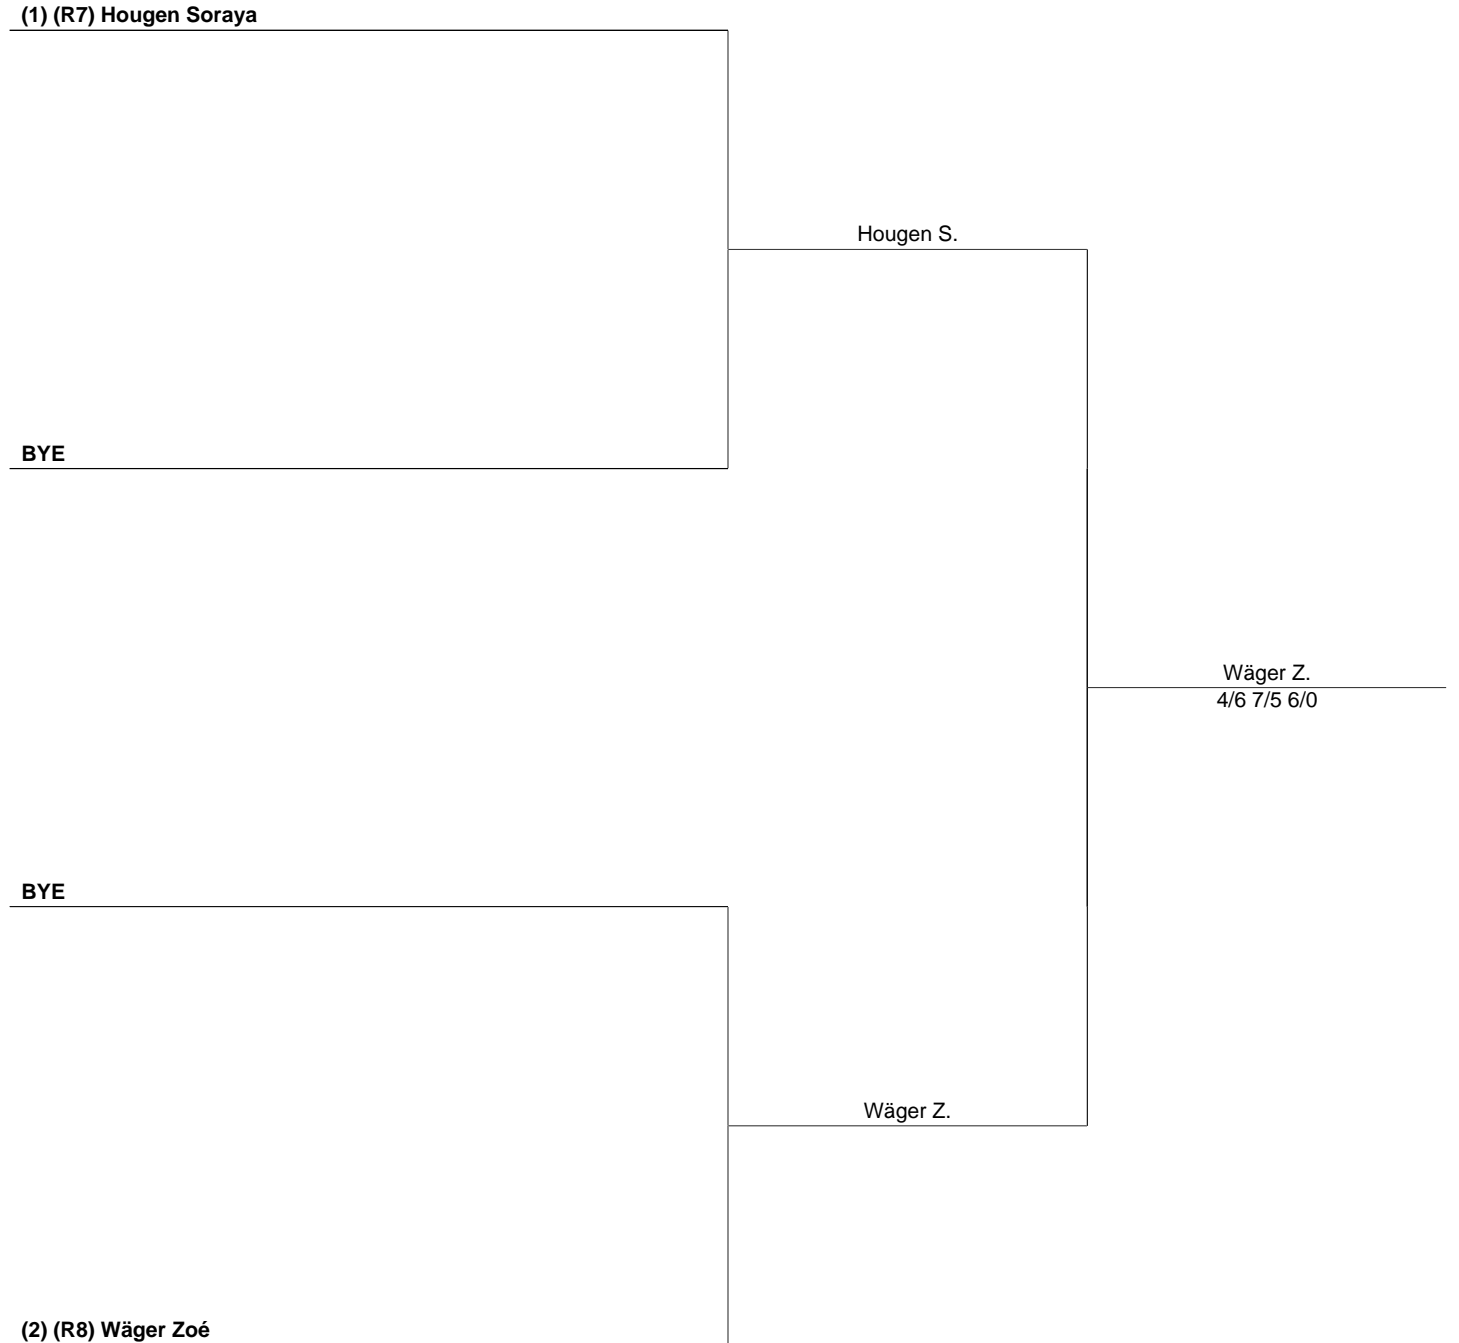 (1) (R7) Hougen Soraya
Hougen S.
BYE
Wäger Z.
4/6 7/5 6/0
BYE
Wäger Z.
(2) (R8) Wäger Zoé